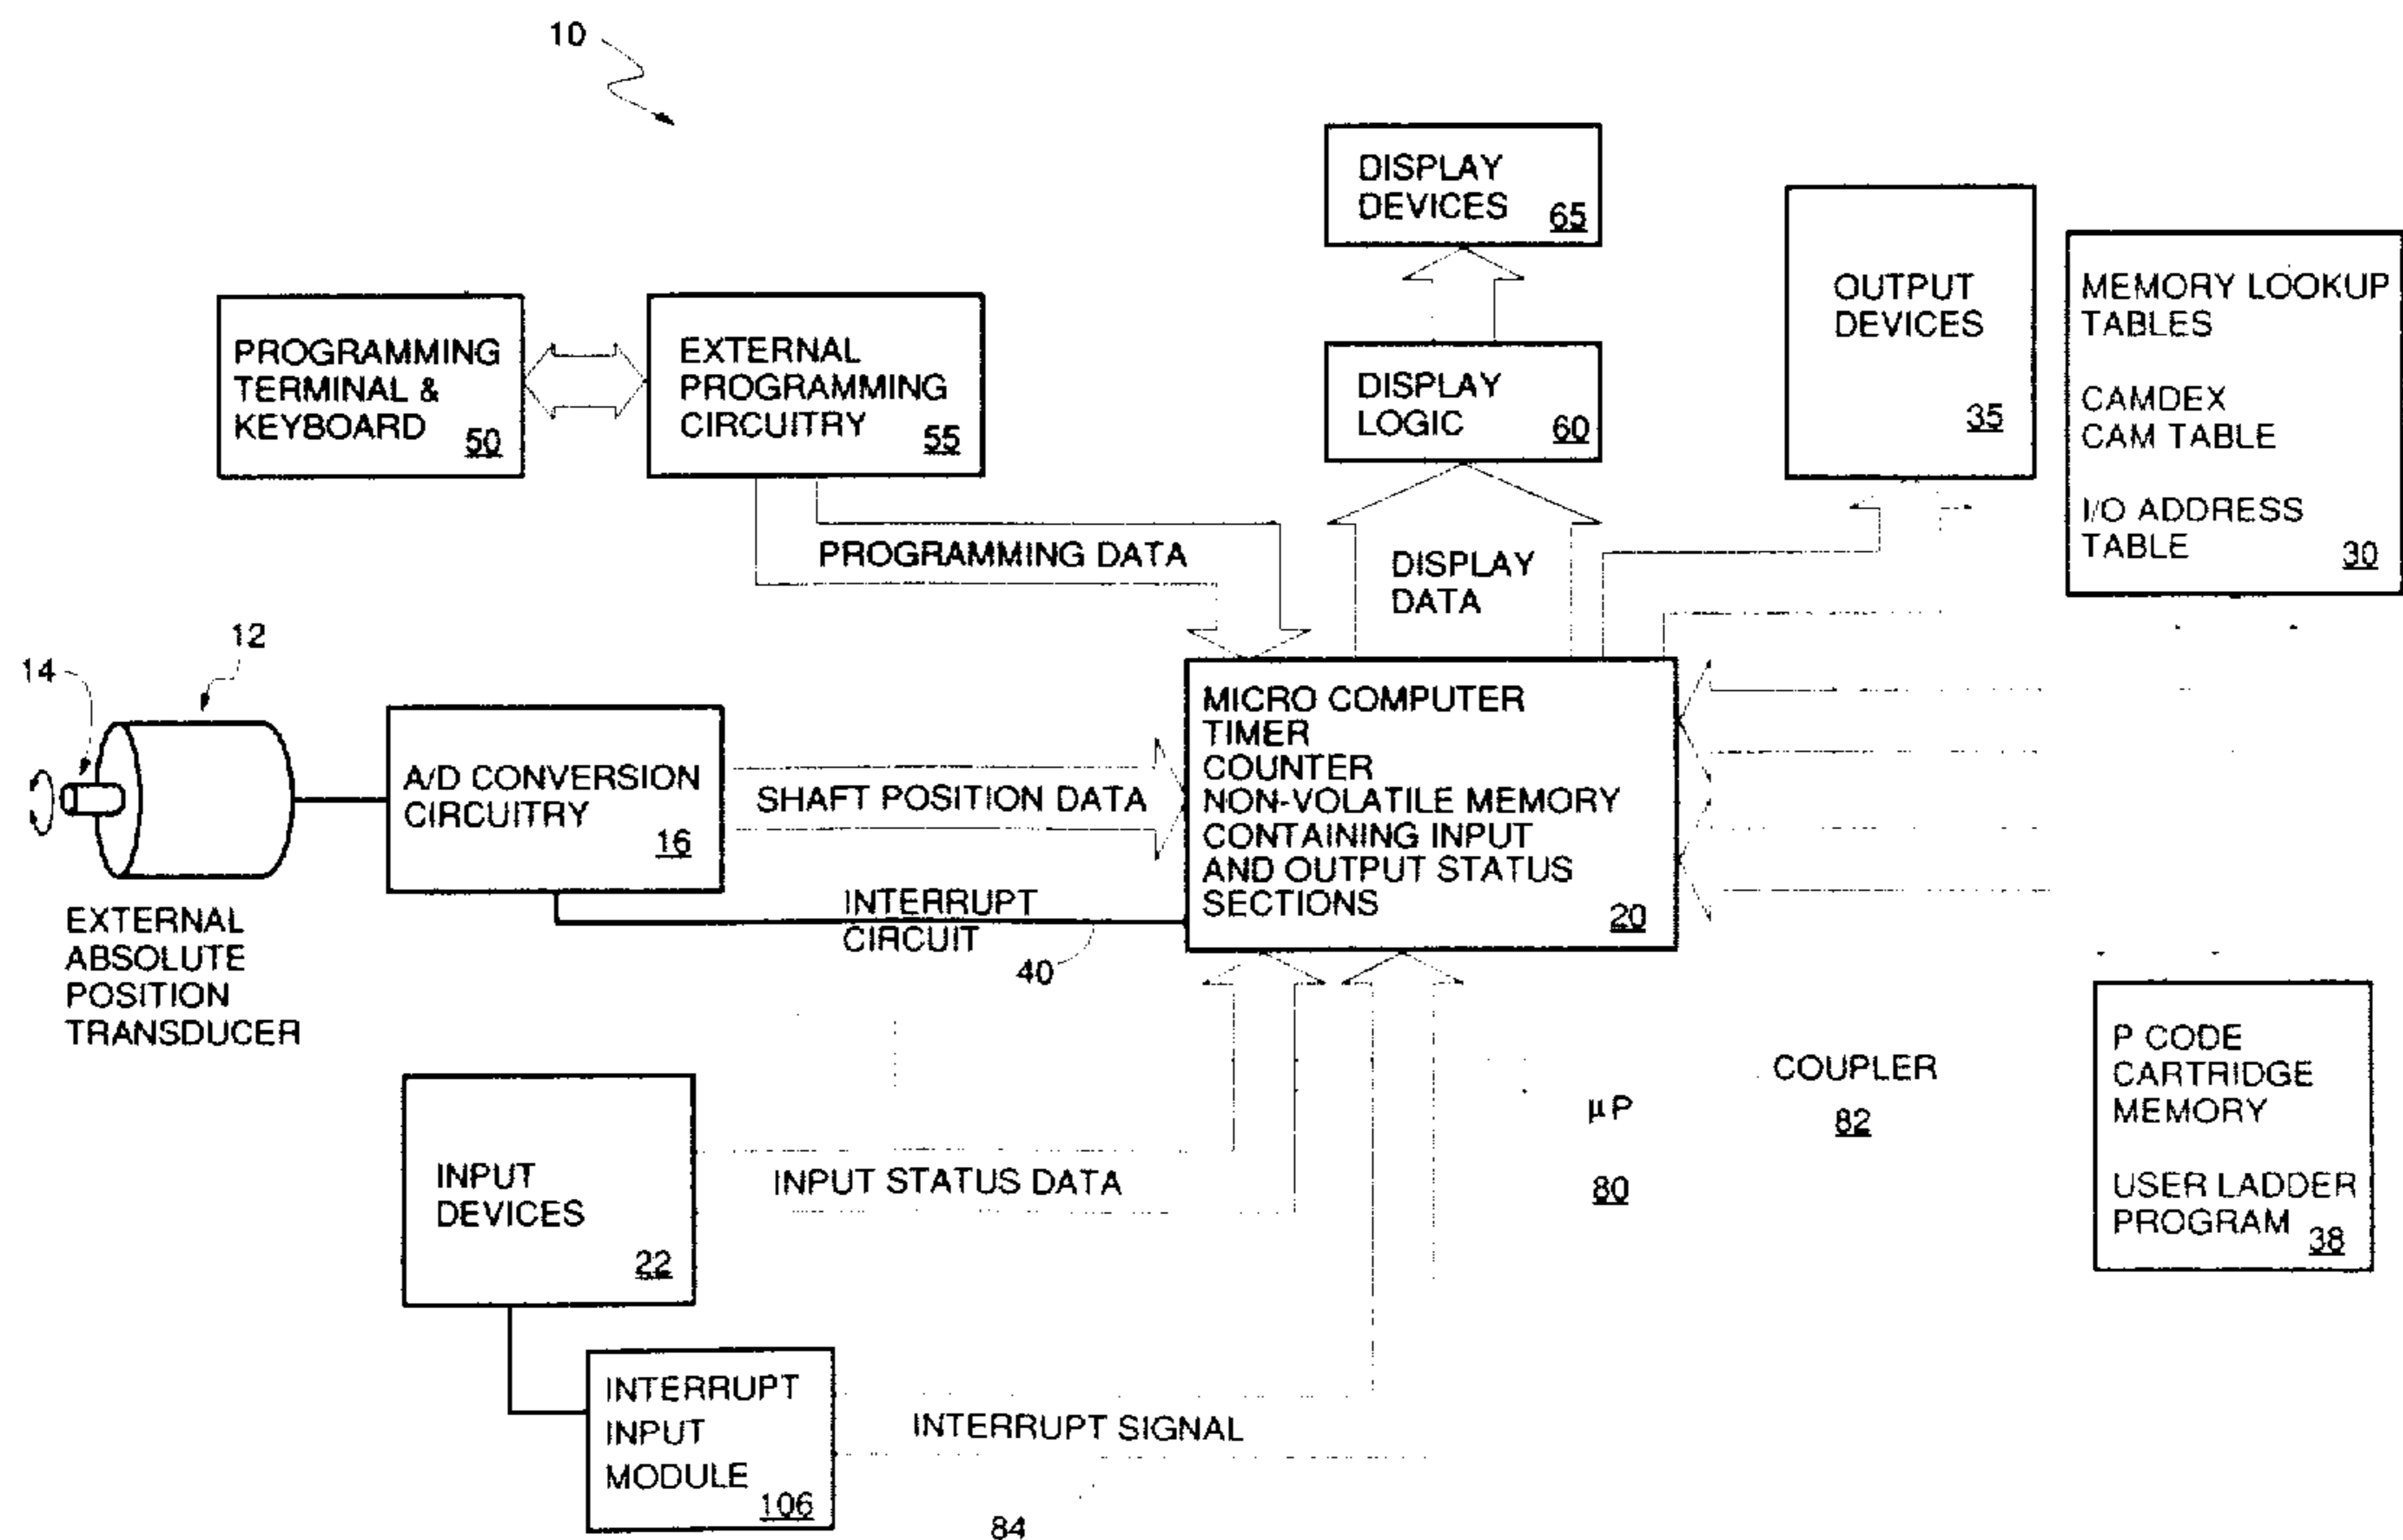 10
DISPLAY
DEVICES
65
OUTPUT
DEVICES
35
MEMORY LOOKUP
TABLES
CAMDEX
CAM TABLE
I/O ADDRESS
TABLE
30
PROGRAMMING
TERMINAL &
KEYBOARD
50
EXTERNAL
PROGRAMMING
CIRCUITRY
55
DISPLAY
LOGIC
60
PROGRAMMING DATA
DISPLAY
DATA
12
14
A/D CONVERSION
CIRCUITRY
16
SHAFT POSITION DATA
MICRO COMPUTER
TIMER
COUNTER
NON-VOLATILE MEMORY
CONTAINING INPUT
AND OUTPUT STATUS
SECTIONS
20
EXTERNAL
ABSOLUTE
POSITION
TRANSDUCER
INTERRUPT
CIRCUIT
40
INPUT
DEVICES
22
INPUT STATUS DATA
µP
80
COUPLER
82
P CODE
CARTRIDGE
MEMORY
USER LADDER
PROGRAM
38
INTERRUPT
INPUT
MODULE
106
INTERRUPT SIGNAL
84